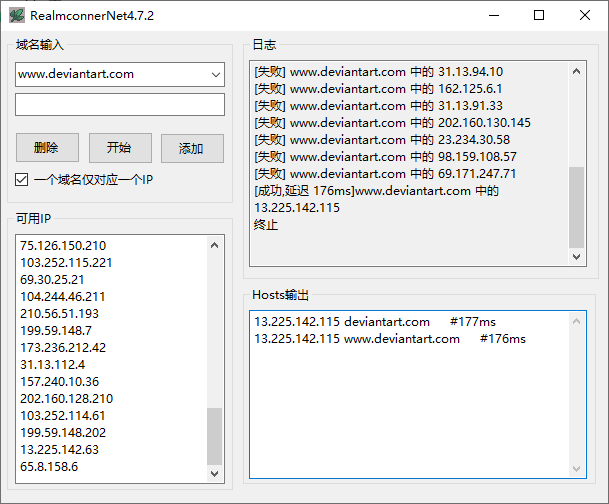 RealmconnerNet4.7.2
域名输入
www.deviantart.com
删除
开始
添加
一个域名仅对应一个IP
可用IP
75.126.150.210
103.252.115.221
69.30.25.21
104.244.46.211
210.56.51.193
199.59.148.7
173.236.212.42
31.13.112.4
157.240.10.36
202.160.128.210
103.252.114.61
199.59.148.202
13.225.142.63
65.8.158.6
日志
[失败] www.deviantart.com 中的 31.13.94.10
[失败] www.deviantart.com 中的 162.125.6.1
[失败] www.deviantart.com 中的 31.13.91.33
[失败] www.deviantart.com 中的 202.160.130.145
[失败] www.deviantart.com 中的 23.234.30.58
[失败] www.deviantart.com 中的 98.159.108.57
[失败] www.deviantart.com 中的 69.171.247.71
[成功,延迟 176ms]www.deviantart.com 中的
13.225.142.115
终止
Hosts输出
13.225.142.115 deviantart.com #177ms
13.225.142.115 www.deviantart.com #176ms